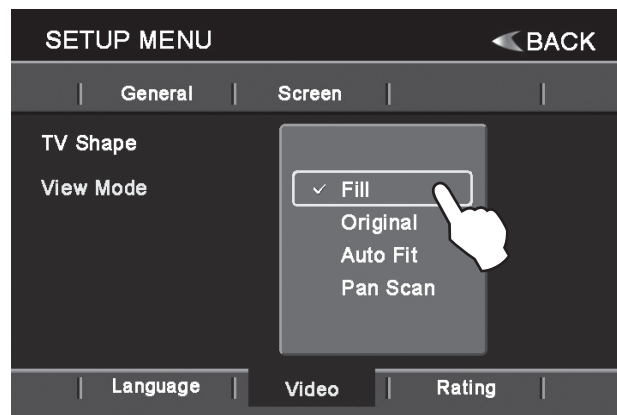 SETUP MENU BACK
General Screen
TV Shape
View Mode
Fill
Original
Auto Fit
Pan Scan
Language Video Rating